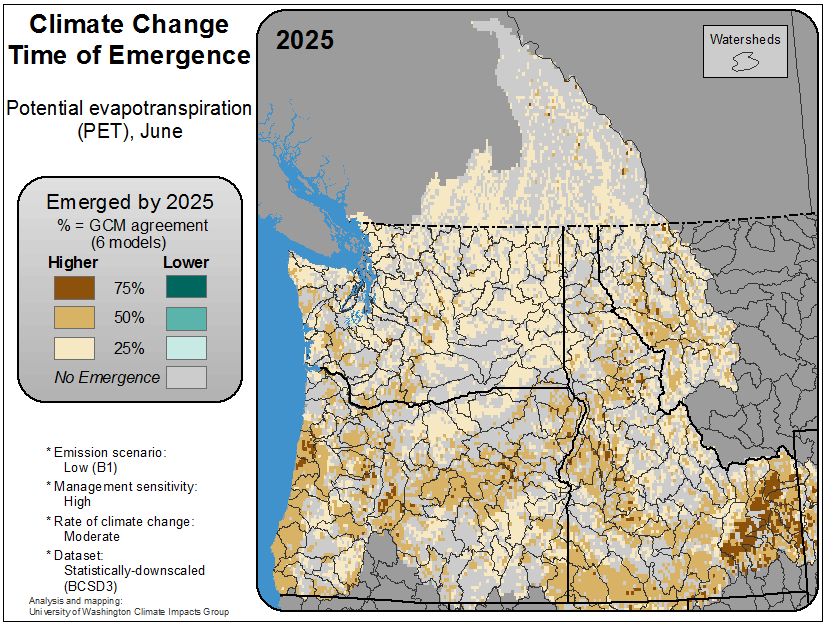 Climate Change
Time of Emergence
Potential evapotranspiration
(PET), June
Emerged by 2025
% = GCM agreement
(6 models)
Higher
Lower
75%
50%
25%
No Emergence
* Emission scenario:
Low (B1)
* Management sensitivity:
High
* Rate of climate change:
Moderate
* Dataset:
Statistically-downscaled
(BCSD3)
Analysis and mapping:
University of Washington Climate Impacts Group
2025
Watersheds